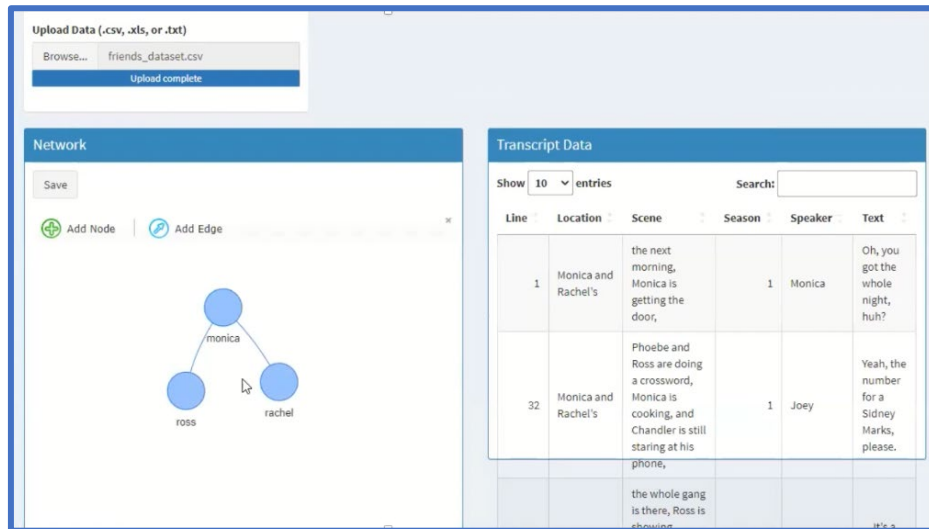 Upload Data (.csv, .xls, or .txt)
Browse... friends_dataset.csv
Upload complete
Network
Save
Add Node
Add Edge
monica
ross
rachel
Transcript Data
Show 10 entries
Search:
Line Location Scene Season Speaker Text
1
Monica and
Rachel's
the next
morning,
Monica is
getting the
door,
1
Monica
Oh, you
got the
whole
night,
huh?
32
Monica and
Rachel's
Phoebe and
Ross are doing
a crossword,
Monica is
cooking, and
Chandler is still
staring at his
phone,
1
Joey
Yeah, the
number
for a
Sidney
Marks,
please.
the whole gang
is there, Ross is
showing
It's a